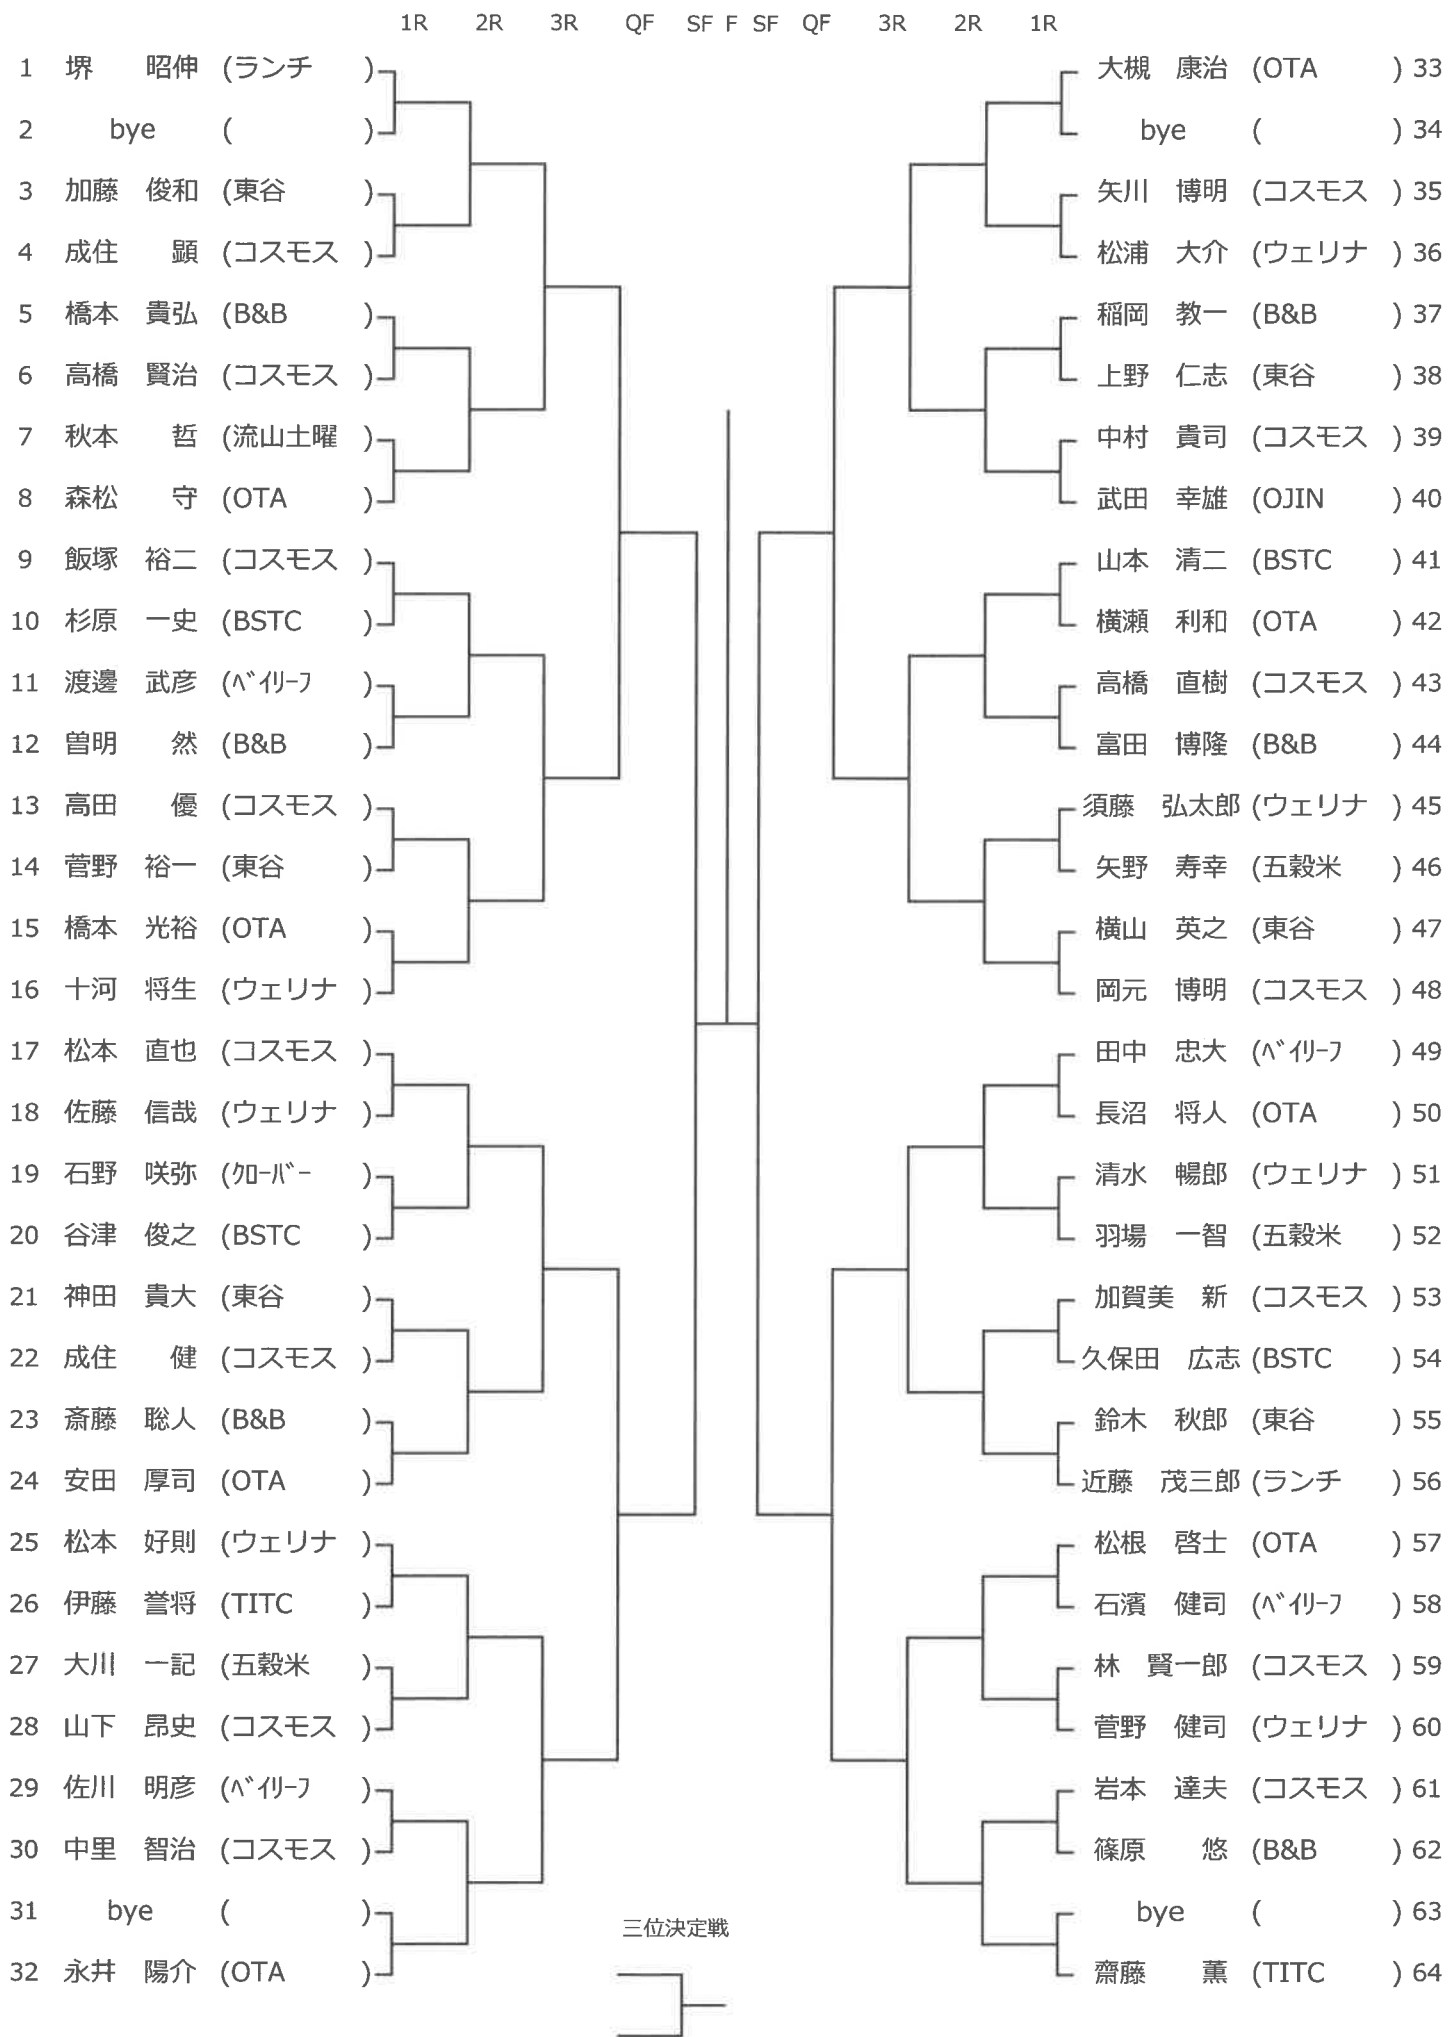 1R 2R 3R QF SF F SF QF 3R 2R 1R
1 堺 昭伸 (ランチ ) 大槻 康治 (OTA ) 33
2 bye ( ) bye ( ) 34
3 加藤 俊和 (東谷 ) 矢川 博明 (コスモス ) 35
4 成住 顕 (コスモス ) 松浦 大介 (ウェリナ ) 36
5 橋本 貴弘 (B&B ) 稲岡 教一 (B&B ) 37
6 高橋 賢治 (コスモス ) 上野 仁志 (東谷 ) 38
7 秋本 哲 (流山土曜 ) 中村 貴司 (コスモス ) 39
8 森松 守 (OTA ) 武田 幸雄 (OJIN ) 40
9 飯塚 裕二 (コスモス ) 山本 清二 (BSTC ) 41
10 杉原 一史 (BSTC ) 横瀬 利和 (OTA ) 42
11 渡邊 武彦 (ﾍﾞｲﾘｰﾌ ) 高橋 直樹 (コスモス ) 43
12 曽明 然 (B&B ) 富田 博隆 (B&B ) 44
13 高田 優 (コスモス ) 須藤 弘太郎 (ウェリナ ) 45
14 菅野 裕一 (東谷 ) 矢野 寿幸 (五穀米 ) 46
15 橋本 光裕 (OTA ) 横山 英之 (東谷 ) 47
16 十河 将生 (ウェリナ ) 岡元 博明 (コスモス ) 48
17 松本 直也 (コスモス ) 田中 忠大 (ﾍﾞｲﾘｰﾌ ) 49
18 佐藤 信哉 (ウェリナ ) 長沼 将人 (OTA ) 50
19 石野 咲弥 (ｸﾛｰﾊﾞｰ ) 清水 暢郎 (ウェリナ ) 51
20 谷津 俊之 (BSTC ) 羽場 一智 (五穀米 ) 52
21 神田 貴大 (東谷 ) 加賀美 新 (コスモス ) 53
22 成住 健 (コスモス ) 久保田 広志 (BSTC ) 54
23 斎藤 聡人 (B&B ) 鈴木 秋郎 (東谷 ) 55
24 安田 厚司 (OTA ) 近藤 茂三郎 (ランチ ) 56
25 松本 好則 (ウェリナ ) 松根 啓士 (OTA ) 57
26 伊藤 誉将 (TITC ) 石濱 健司 (ﾍﾞｲﾘｰﾌ ) 58
27 大川 一記 (五穀米 ) 林 賢一郎 (コスモス ) 59
28 山下 昂史 (コスモス ) 菅野 健司 (ウェリナ ) 60
29 佐川 明彦 (ﾍﾞｲﾘｰﾌ ) 岩本 達夫 (コスモス ) 61
30 中里 智治 (コスモス ) 篠原 悠 (B&B ) 62
31 bye ( ) bye ( ) 63
三位決定戦
32 永井 陽介 (OTA ) 齋藤 薫 (TITC ) 64